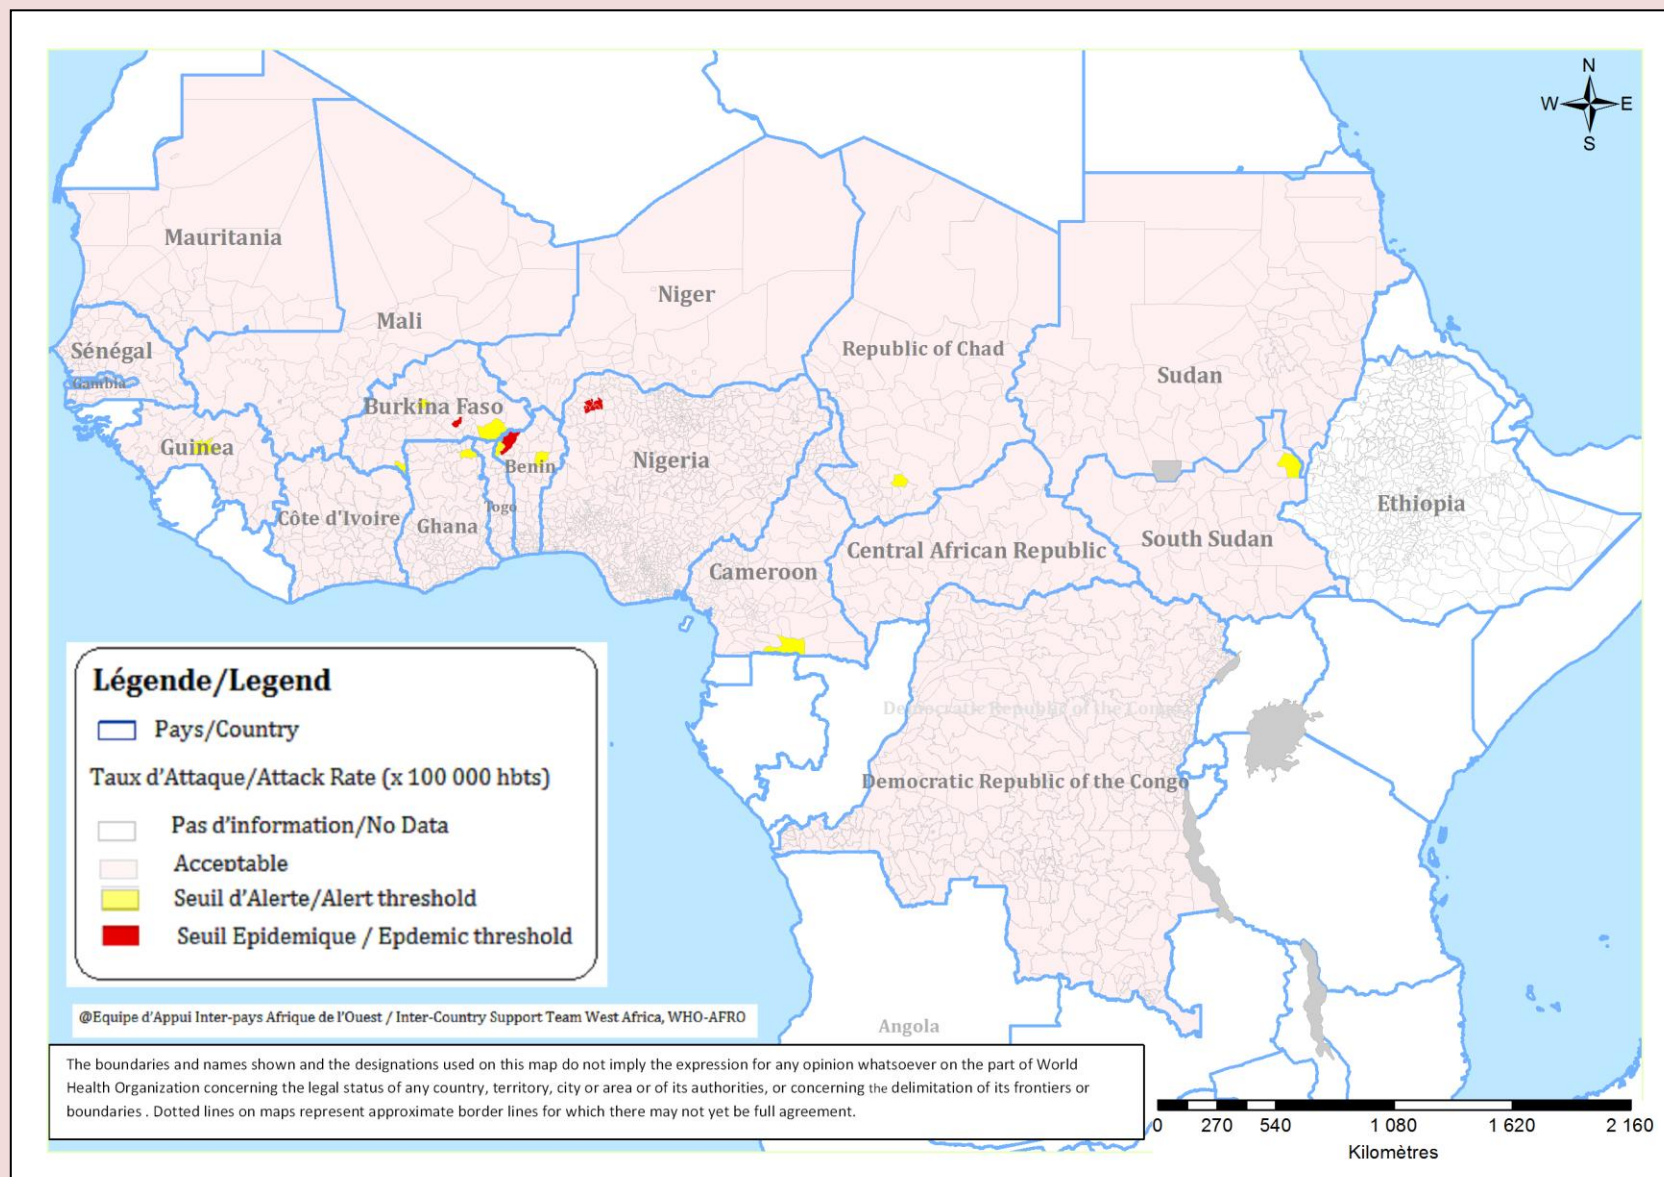 N
W E
S
Mauritania
Niger
Mali
Sénégal
Republic of Chad
Sudan
Gambia
Burkina Faso
Guinea
Nigeria
Benin
Ethiopia
Togo
Côte d'Ivoire
Ghana
South Sudan
Central African Republic
Cameroon
Democratic Republic of the Congo
Democratic Republic of the Congo
Angola
Légende/Legend
Pays/Country
Taux d'Attaque/Attack Rate (x 100 000 hbts)
Pas d'information/No Data
Acceptable
Seuil d'Alerte/Alert threshold
Seuil Epidemique / Epdemic threshold
@Equipe d'Appui Inter-pays Afrique de l'Ouest / Inter-Country Support Team West Africa, WHO-AFRO
The boundaries and names shown and the designations used on this map do not imply the expression for any opinion whatsoever on the part of World
Health Organization concerning the legal status of any country, territory, city or area or of its authorities, or concerning the delimitation of its frontiers or
boundaries . Dotted lines on maps represent approximate border lines for which there may not yet be full agreement.
0 270 540 1 080 1 620 2 160
Kilomètres